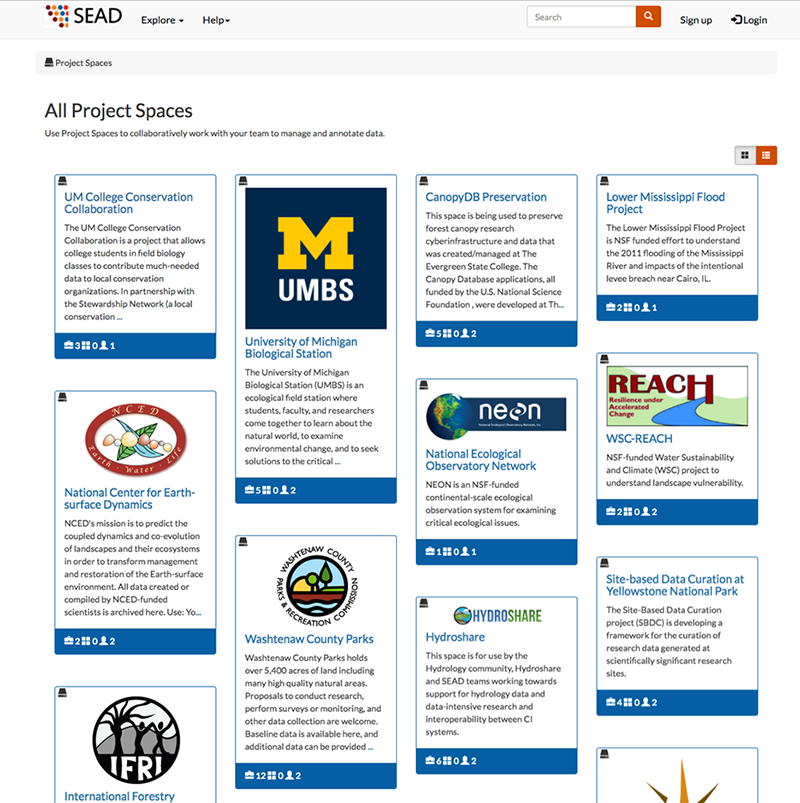 SEAD
Explore
Help
Search
Sign up
Login
Project Spaces
All Project Spaces
Use Project Spaces to collaboratively work with your team to manage and annotate data.
UM College Conservation
Collaboration
The UM College Conservation
Collaboration is a project that allows
college students in field biology
classes to contribute much-needed
data to local conservation
organizations. In partnership with
the Stewardship Network (a local
conservation ...
3 0 1
NCED
Earth · Water · Life
National Center for Earth-
surface Dynamics
NCED's mission is to predict the
coupled dynamics and co-evolution
of landscapes and their ecosystems
in order to transform management
and restoration of the Earth-surface
environment. All data created or
compiled by NCED-funded
scientists is archived here. Use: Yo...
2 0 2
IFRI
International Forestry
M
UMBS
University of Michigan
Biological Station
The University of Michigan
Biological Station (UMBS) is an
ecological field station where
students, faculty, and researchers
come together to learn about the
natural world, to examine
environmental change, and to seek
solutions to the critical ...
5 0 2
WASHTENAW COUNTY
PARKS & RECREATION COMMISSION
Washtenaw County Parks
Washtenaw County Parks holds
over 5,400 acres of land including
many high quality natural areas.
Proposals to conduct research,
perform surveys or monitoring, and
other data collection are welcome.
Baseline data is available here, and
additional data can be provided ...
12 0 2
CanopyDB Preservation
This space is being used to preserve
forest canopy research
cyberinfrastructure and data that
was created/managed at The
Evergreen State College. The
Canopy Database applications, all
funded by the U.S. National Science
Foundation , were developed at Th...
5 0 2
neon
National Ecological Observatory Network, Inc.
National Ecological
Observatory Network
NEON is an NSF-funded
continental-scale ecological
observation system for examining
critical ecological issues.
1 0 1
HYDROSHARE
Hydroshare
This space is for use by the
Hydrology community, Hydroshare
and SEAD teams working towards
support for hydrology data and
data-intensive research and
interoperability between CI
systems.
6 0 2
Lower Mississippi Flood
Project
The Lower Mississippi Flood Project
is NSF funded effort to understand
the 2011 flooding of the Mississippi
River and impacts of the intentional
levee breach near Cairo, IL.
2 0 1
REACH
Resilience under
Accelerated
Change
WSC-REACH
NSF-funded Water Sustainability
and Climate (WSC) project to
understand landscape vulnerability.
2 0 2
Site-based Data Curation at
Yellowstone National Park
The Site-Based Data Curation
project (SBDC) is developing a
framework for the curation of
research data generated at
scientifically significant research
sites.
4 0 2